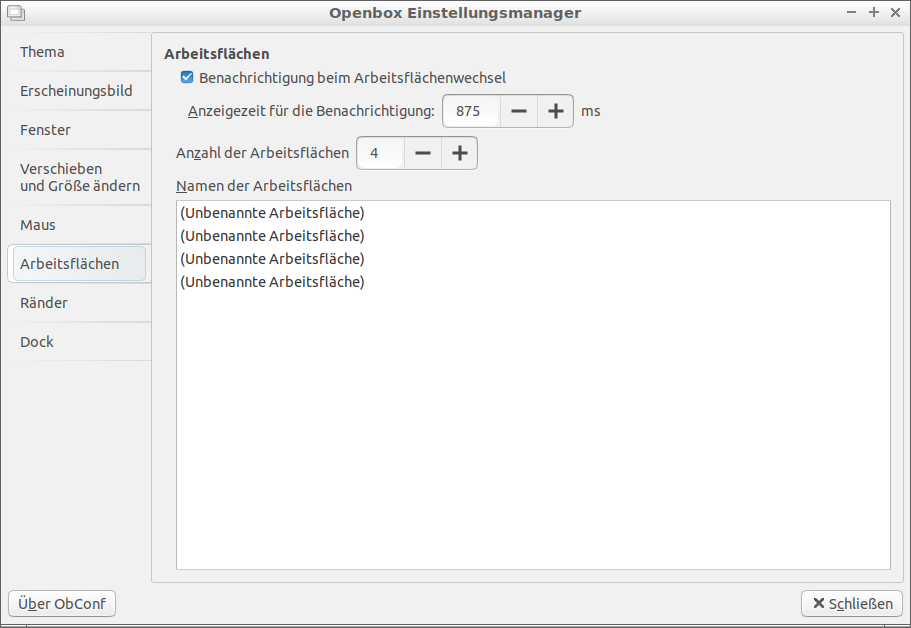 Openbox Einstellungsmanager
Thema
Erscheinungsbild
Fenster
Verschieben
und Größe ändern
Maus
Arbeitsflächen
Ränder
Dock
Arbeitsflächen
Benachrichtigung beim Arbeitsflächenwechsel
Anzeigezeit für die Benachrichtigung: 875 ms
Anzahl der Arbeitsflächen 4
Namen der Arbeitsflächen
(Unbenannte Arbeitsfläche)
(Unbenannte Arbeitsfläche)
(Unbenannte Arbeitsfläche)
(Unbenannte Arbeitsfläche)
Über ObConf
Schließen